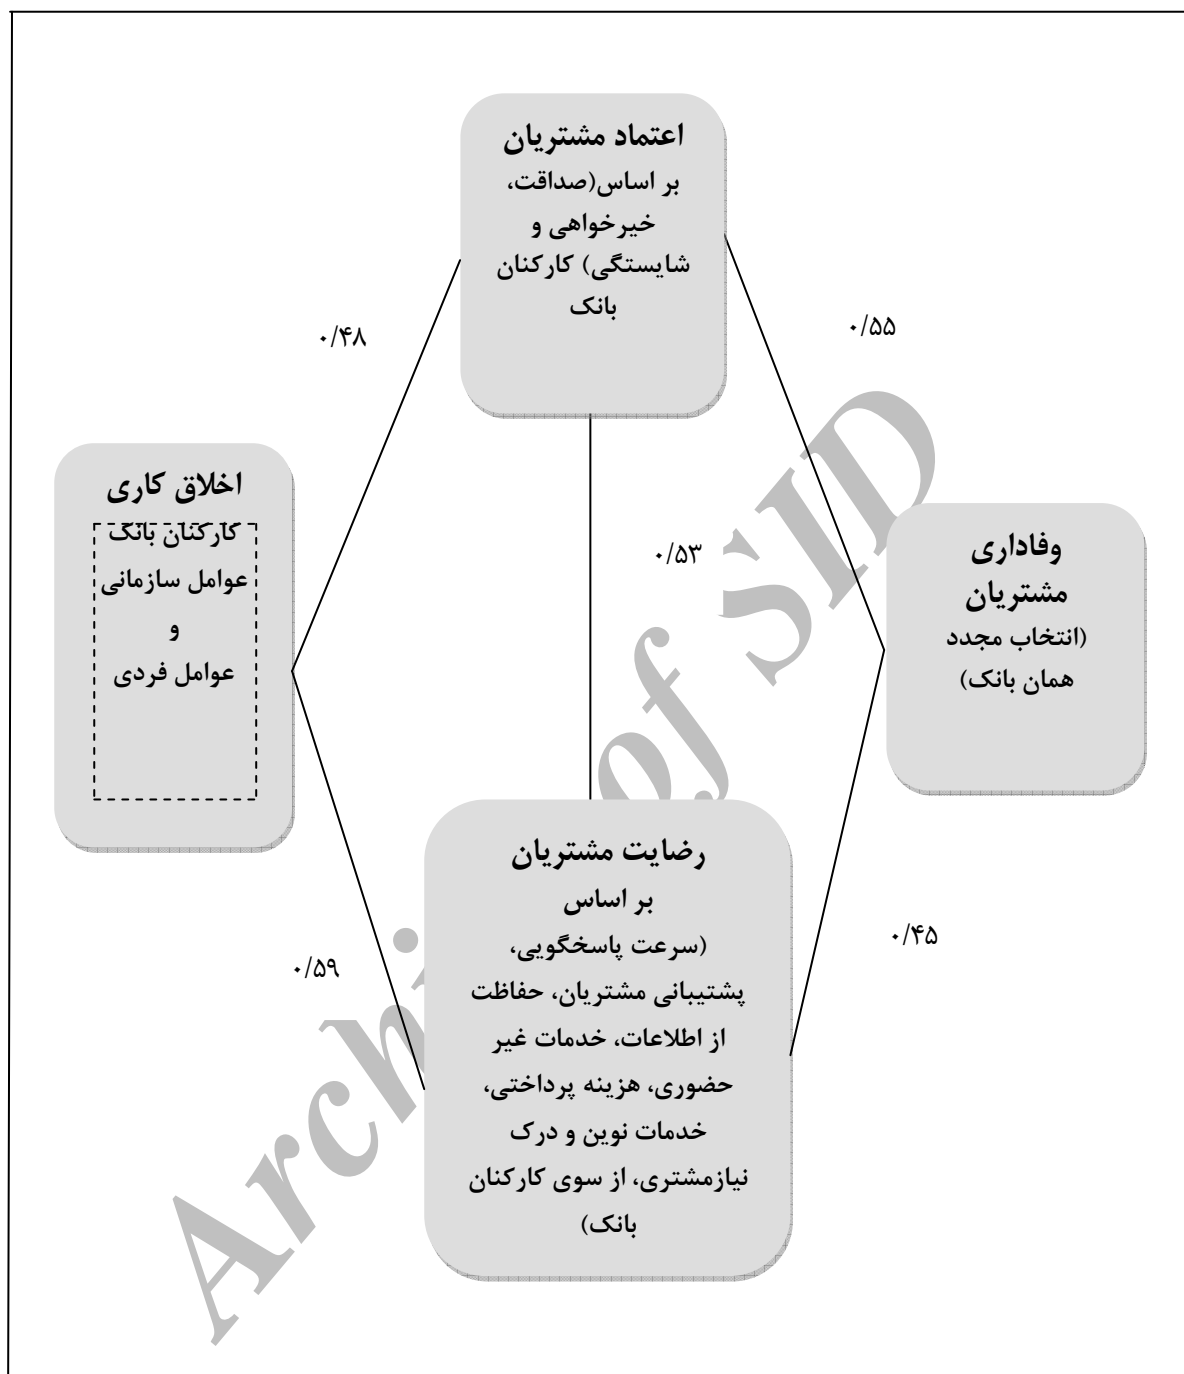 اعتماد مشتریان
بر اساس(صداقت،
خیرخواهی و
شایستگی) کارکنان
بانک
۰/۴۸
۰/۵۵
اخلاق کاری
کارکنان بانک
عوامل سازمانی
و
عوامل فردی
۰/۵۳
وفاداری
مشتریان
(انتخاب مجدد
همان بانک)
رضایت مشتریان
بر اساس
(سرعت پاسخگویی،
پشتیبانی مشتریان، حفاظت
از اطلاعات، خدمات غیر
حضوری، هزینه پرداختی،
خدمات نوین و درک
نیازمشتری، از سوی کارکنان
بانک)
۰/۵۹
۰/۴۵
Archive of SID